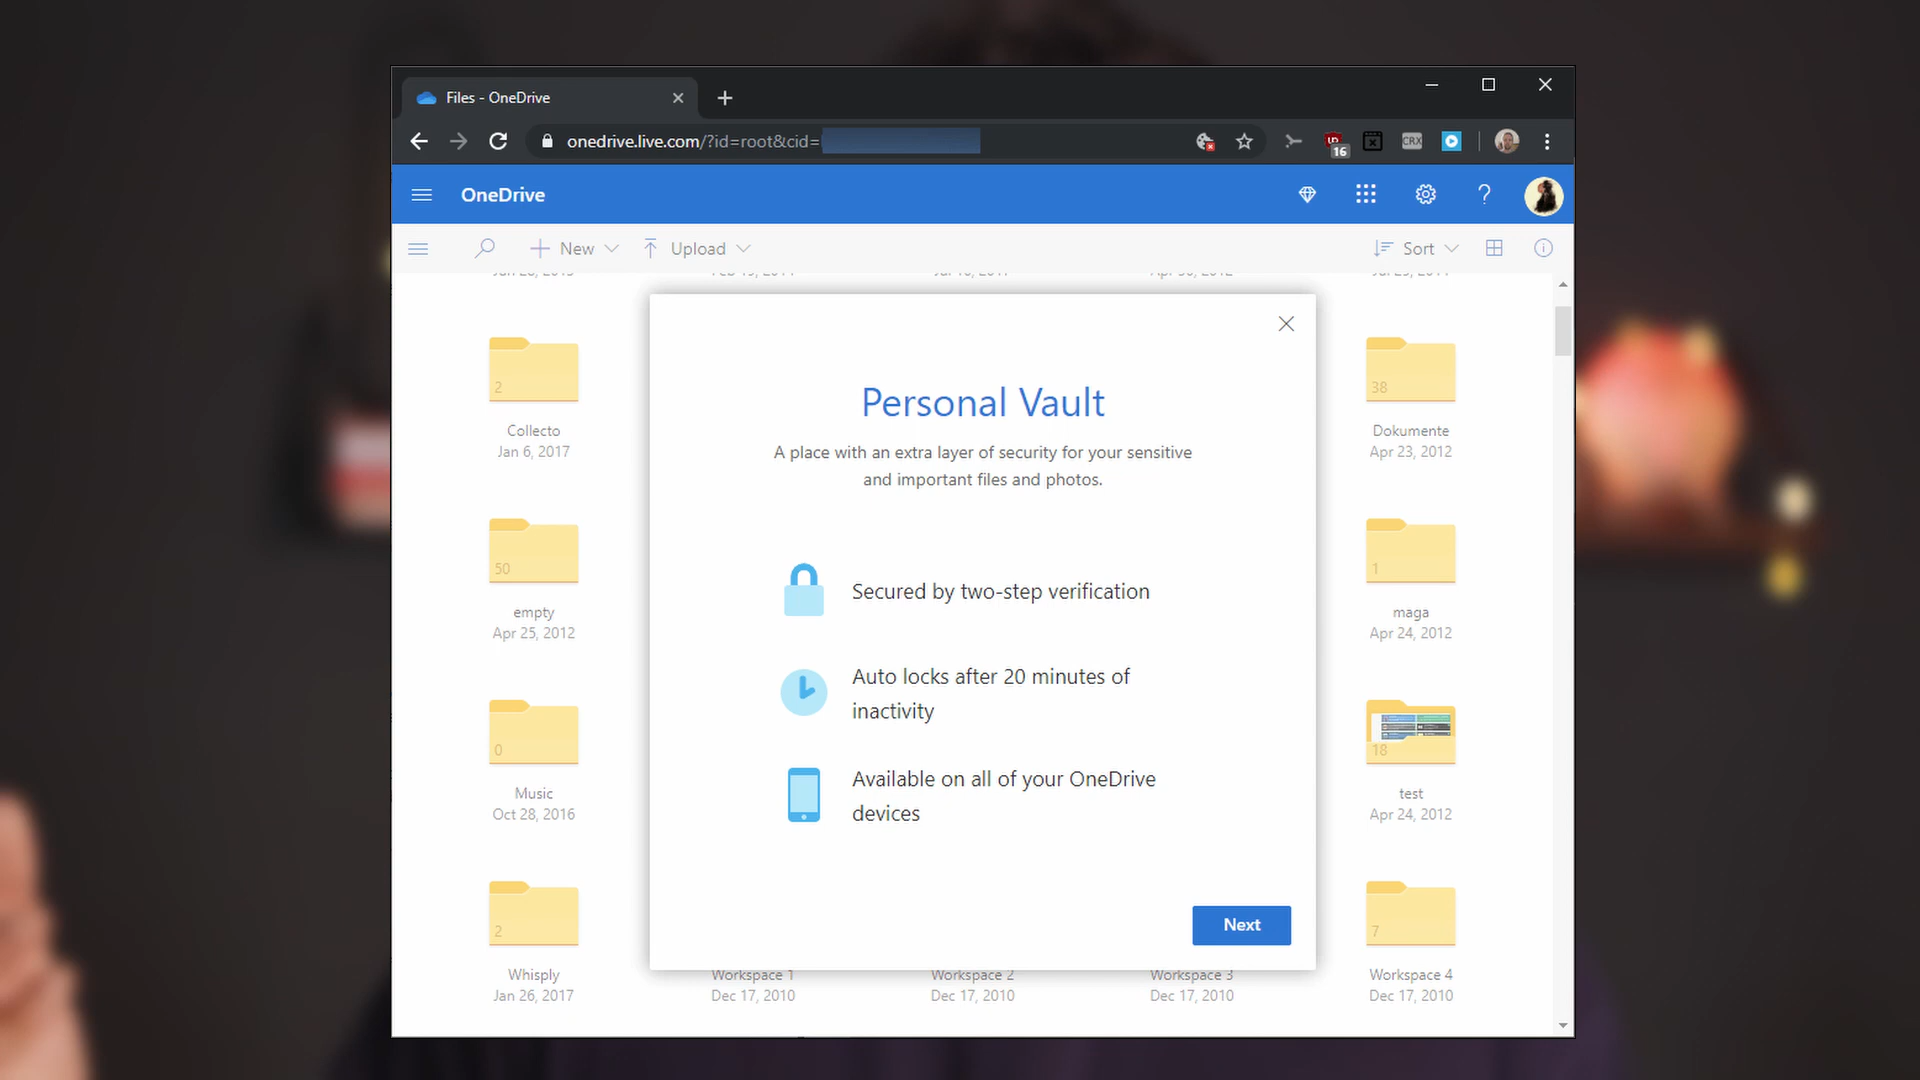 Files - OneDrive
onedrive.live.com/?id=root&cid=
16
CRX
OneDrive
New
Upload
Sort
2
Collecto
Jan 6, 2017
38
Dokumente
Apr 23, 2012
50
empty
Apr 25, 2012
1
maga
Apr 24, 2012
0
Music
Oct 28, 2016
18
test
Apr 24, 2012
2
Whisply
Jan 26, 2017
7
Workspace 4
Dec 17, 2010
Workspace 1
Dec 17, 2010
Workspace 2
Dec 17, 2010
Workspace 3
Dec 17, 2010
Personal Vault
A place with an extra layer of security for your sensitive
and important files and photos.
Secured by two-step verification
Auto locks after 20 minutes of
inactivity
Available on all of your OneDrive
devices
Next